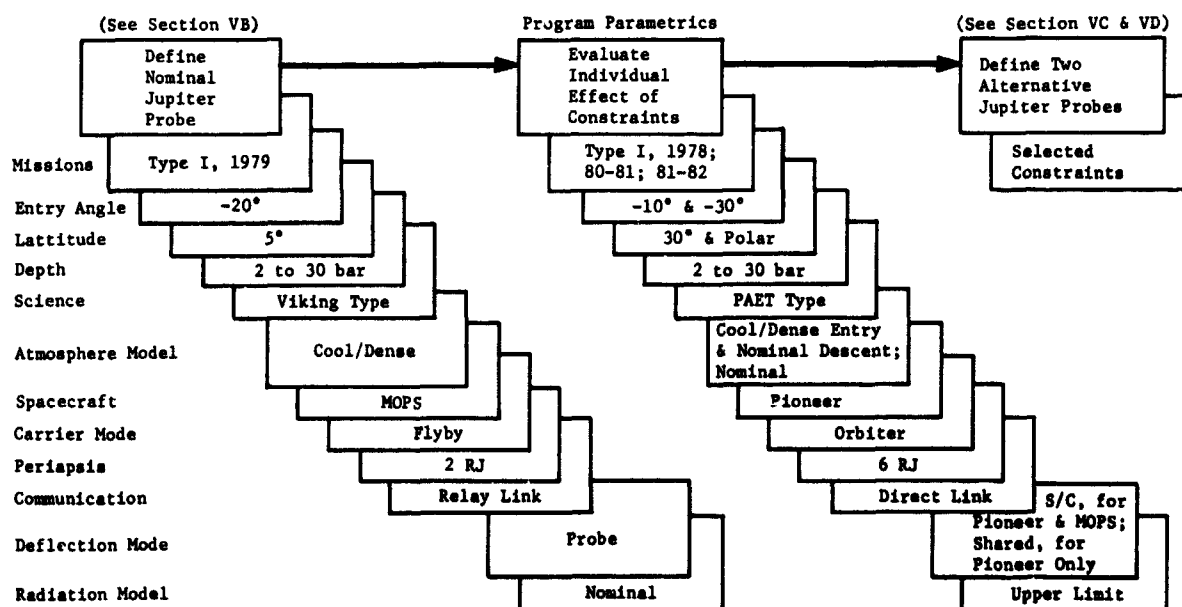 (See Section VB)
Program Parametrics
(See Section VC & VD)
Define
Nominal
Jupiter
Probe
Evaluate
Individual
Effect of
Constraints
Define Two
Alternative
Jupiter Probes
Selected
Constraints
Missions
Type I, 1979
Type I, 1978;
80-81; 81-82
Entry Angle
-20°
-10° & -30°
Lattitude
5°
30° & Polar
Depth
2 to 30 bar
2 to 30 bar
Science
Viking Type
PAET Type
Atmosphere Model
Cool/Dense
Cool/Dense Entry
& Nominal Descent;
Nominal
Spacecraft
MOPS
Pioneer
Carrier Mode
Flyby
Orbiter
Periapsis
2 RJ
6 RJ
Communication
Relay Link
Direct Link
Deflection Mode
Probe
S/C, for
Pioneer & MOPS;
Shared, for
Pioneer Only
Radiation Model
Nominal
Upper Limit